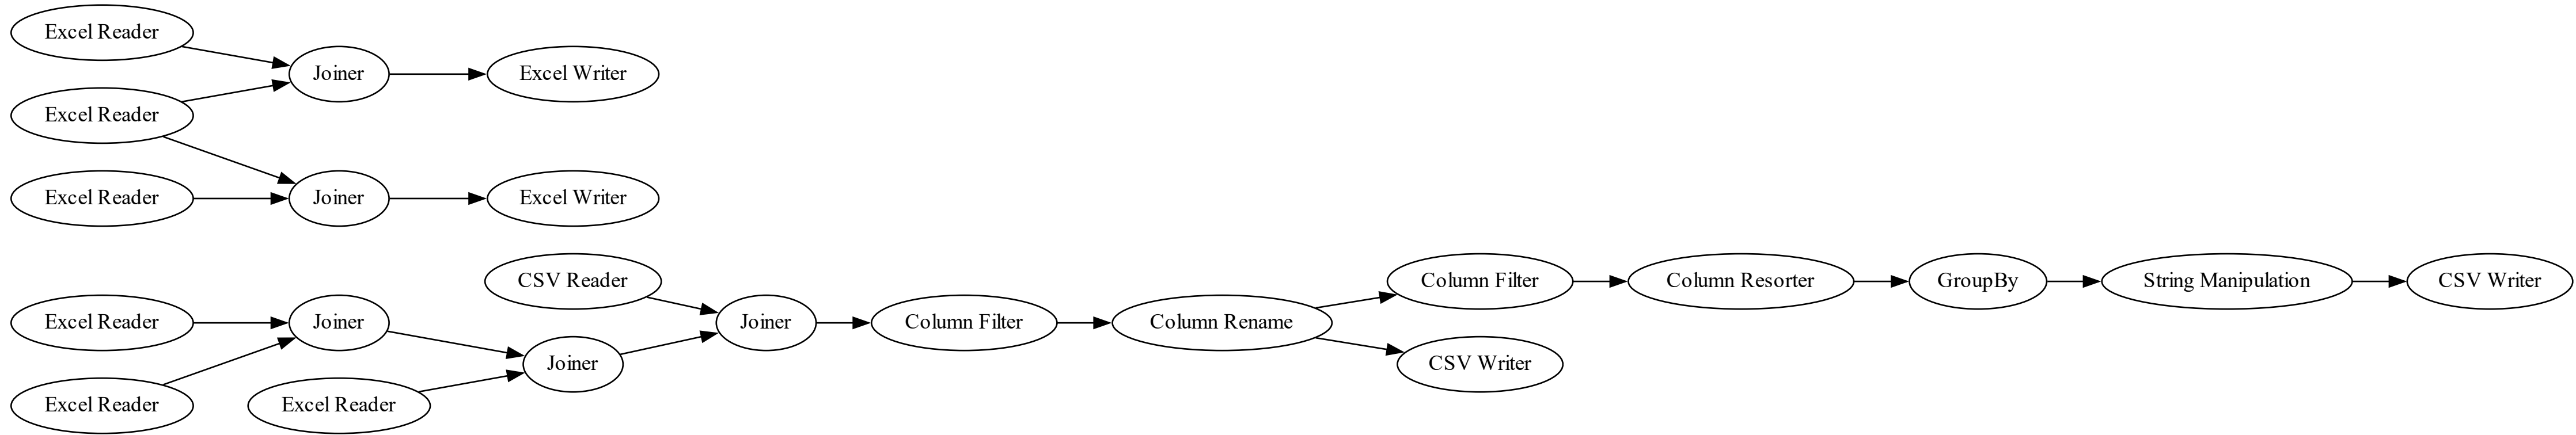 Excel Reader
Joiner
Excel Writer
Excel Reader
Excel Reader
Joiner
Excel Writer
CSV Reader
Column Filter
Column Resorter
GroupBy
String Manipulation
CSV Writer
Excel Reader
Joiner
Joiner
Column Filter
Column Rename
Joiner
CSV Writer
Excel Reader
Excel Reader